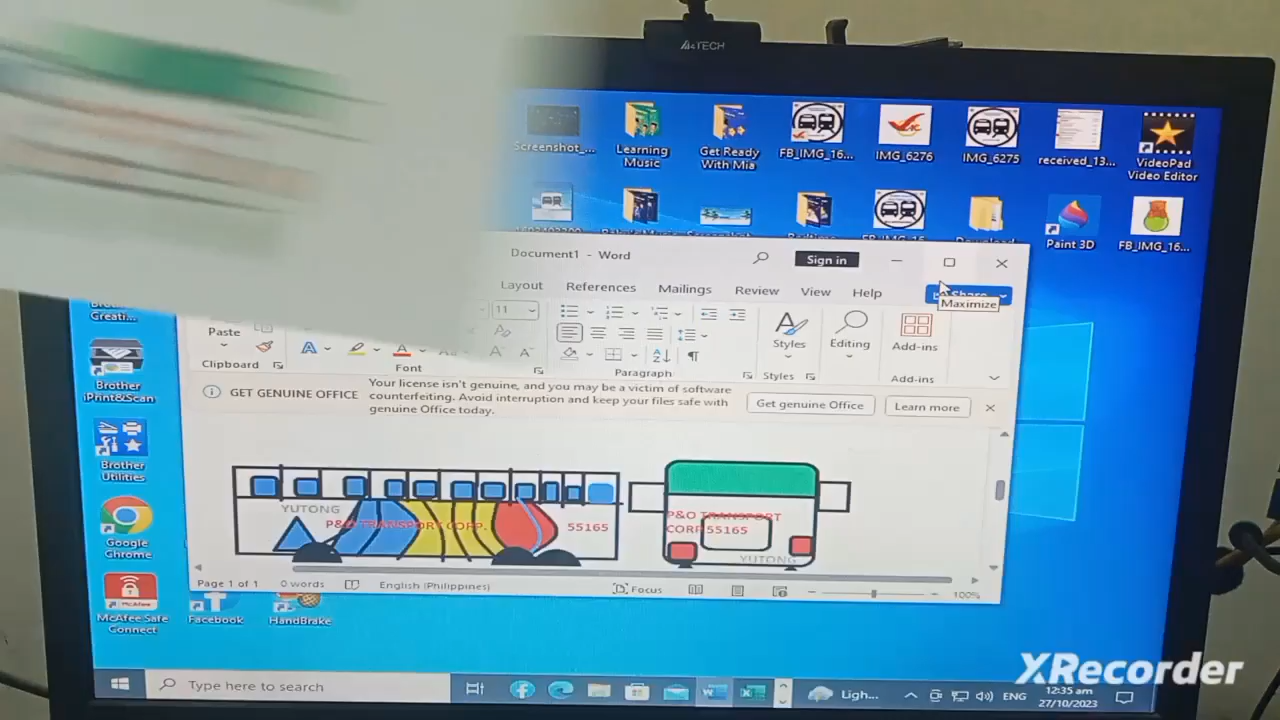 A4TECH
Screenshot_...
Learning Music
Get Ready With Mia
FB_IMG_16...
IMG_6276
IMG_6275
received_13...
VideoPad Video Editor
Paint 3D
FB_IMG_16...
Document1 - Word
Sign in
Layout
References
Mailings
Review
View
Help
Share
Maximize
Creati...
Paste
11
Styles
Editing
Add-ins
Clipboard
Font
Paragraph
Styles
Add-ins
Brother iPrint&Scan
GET GENUINE OFFICE
Your license isn't genuine, and you may be a victim of software
counterfeiting. Avoid interruption and keep your files safe with
genuine Office today.
Get genuine Office
Learn more
Brother Utilities
YUTONG
P&O TRANSPORT CORP.
55165
P&O TRANSPORT
CORP 55165
YUTONG
Google Chrome
Page 1 of 1
0 words
English (Philippines)
Focus
100%
McAfee Safe Connect
Facebook
HandBrake
XRecorder
Type here to search
Ligh...
ENG
12:35 am
27/10/2023